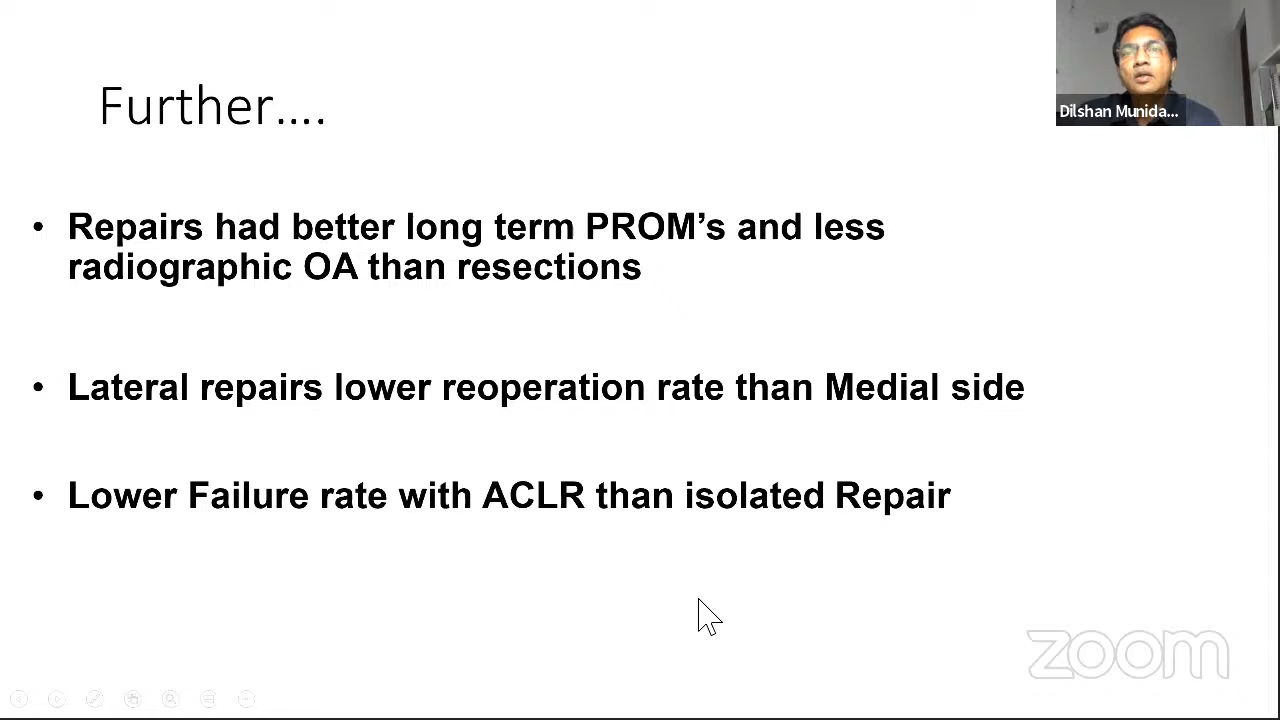 Further....
Dilshan Munida...
• Repairs had better long term PROM's and less
radiographic OA than resections
• Lateral repairs lower reoperation rate than Medial side
• Lower Failure rate with ACLR than isolated Repair
zoom